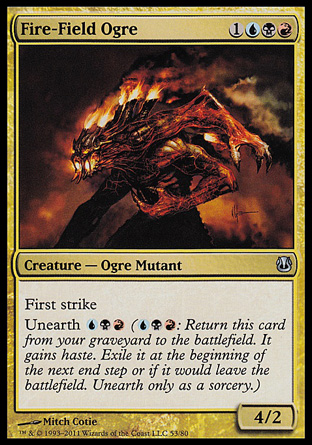 Fire-Field Ogre 1
Creature — Ogre Mutant
First strike
Unearth (: Return this card
from your graveyard to the battlefield. It
gains haste. Exile it at the beginning of
the next end step or if it would leave the
battlefield. Unearth only as a sorcery.)
Mitch Cotie
4/2
™ & © 1993–2011 Wizards of the Coast LLC 53/80